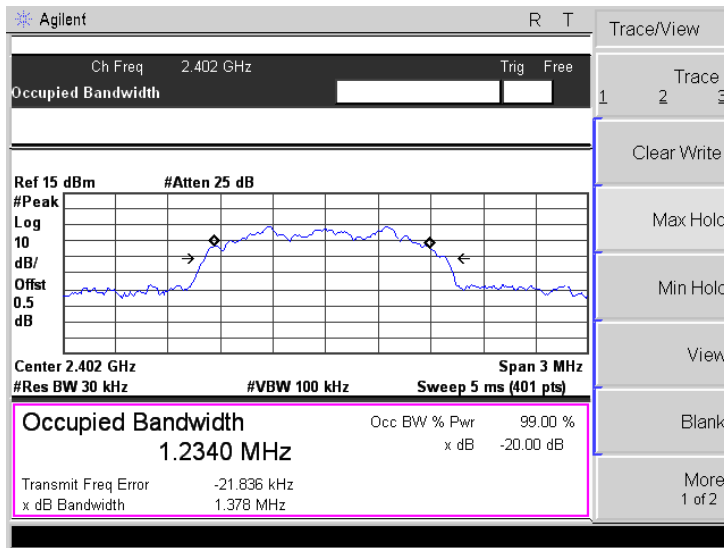 Agilent R T
Ch Freq 2.402 GHz Trig Free
Occupied Bandwidth
Ref 15 dBm #Atten 25 dB
#Peak
Log
10
dB/
Offst
0.5
dB
Center 2.402 GHz Span 3 MHz
#Res BW 30 kHz #VBW 100 kHz Sweep 5 ms (401 pts)
Occupied Bandwidth Occ BW % Pwr 99.00 %
1.2340 MHz x dB -20.00 dB
Transmit Freq Error -21.836 kHz
x dB Bandwidth 1.378 MHz
Trace/View
Trace
1 2 3
Clear Write
Max Hold
Min Hold
View
Blank
More
1 of 2